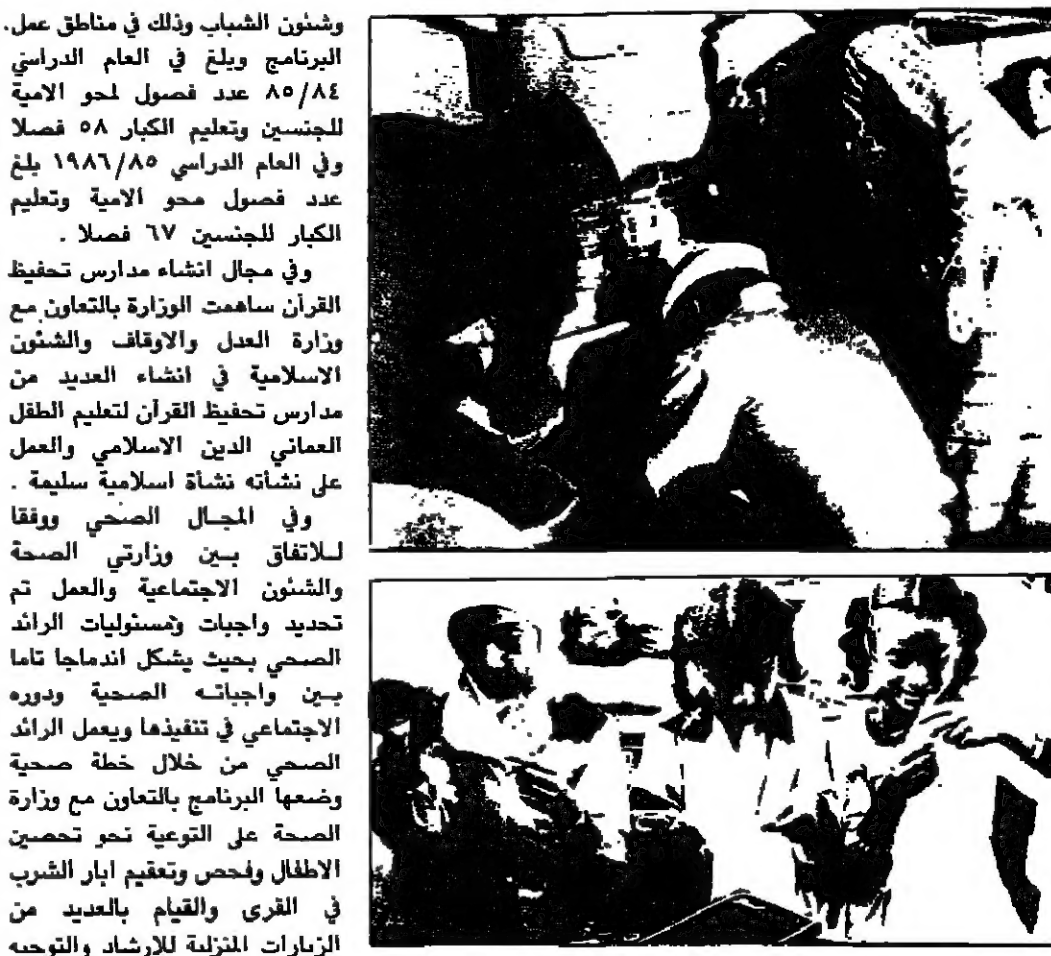 وشئون الشباب وذلك في مناطق عمل.
البرنامج وبلغ في العام الدراسي
٨٥/٨٤ عدد فصول لمحو الامية
للجنسين وتعليم الكبار ٥٨ فصلا
وفي العام الدراسي ١٩٨٦/٨٥ بلغ
عدد فصول محو الامية وتعليم
الكبار للجنسين ٦٧ فصلا .
وفي مجال انشاء مدارس تحفيظ
القرآن ساهمت الوزارة بالتعاون مع
وزارة العدل والاوقاف والشئون
الاسلامية في انشاء العديد من
مدارس تحفيظ القرآن لتعليم الطفل
العماني الدين الاسلامي والعمل
على نشأته نشأة اسلامية سليمة .
وفي المجال الصحي ووفقا
للاتفاق بين وزارتي الصحة
والشئون الاجتماعية والعمل تم
تحديد واجبات ومسئوليات الرائد
الصحي بحيث يشكل اندماجا تاما
بين واجباته الصحية ودوره
الاجتماعي في تنفيذها ويعمل الرائد
الصحي من خلال خطة صحية
وضعها البرنامج بالتعاون مع وزارة
الصحة على التوعية نحو تحصين
الاطفال وفحص وتعقيم ابار الشرب
في القرى والقيام بالعديد من
الزيارات المنزلية للإرشاد والتوجيه